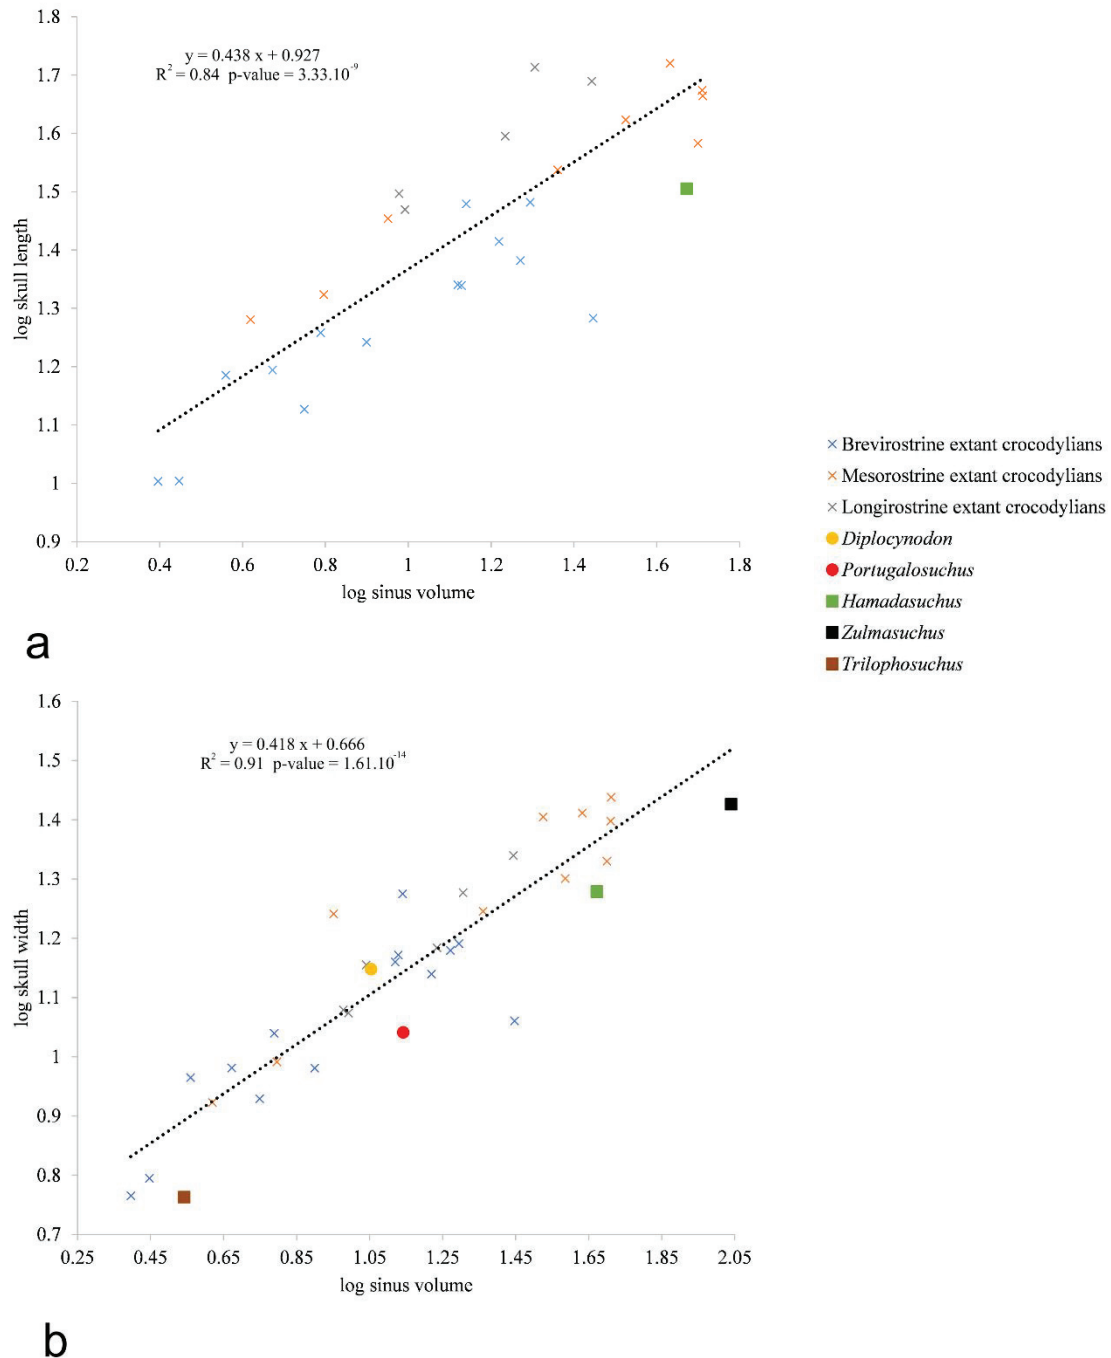 1.8
1.7
1.6
1.5
1.4
1.3
1.2
1.1
1
0.9
log skull length
y = 0.438 x + 0.927
R² = 0.84 p-value = 3.33.10⁻⁹
0.2 0.4 0.6 0.8 1 1.2 1.4 1.6 1.8
log sinus volume
a
Brevirostrine extant crocodylians
Mesorostrine extant crocodylians
Longirostrine extant crocodylians
Diplocynodon
Portugalosuchus
Hamadasuchus
Zulmasuchus
Trilophosuchus
1.6
1.5
1.4
1.3
1.2
1.1
1
0.9
0.8
0.7
log skull width
y = 0.418 x + 0.666
R² = 0.91 p-value = 1.61.10⁻¹⁴
0.25 0.45 0.65 0.85 1.05 1.25 1.45 1.65 1.85 2.05
log sinus volume
b